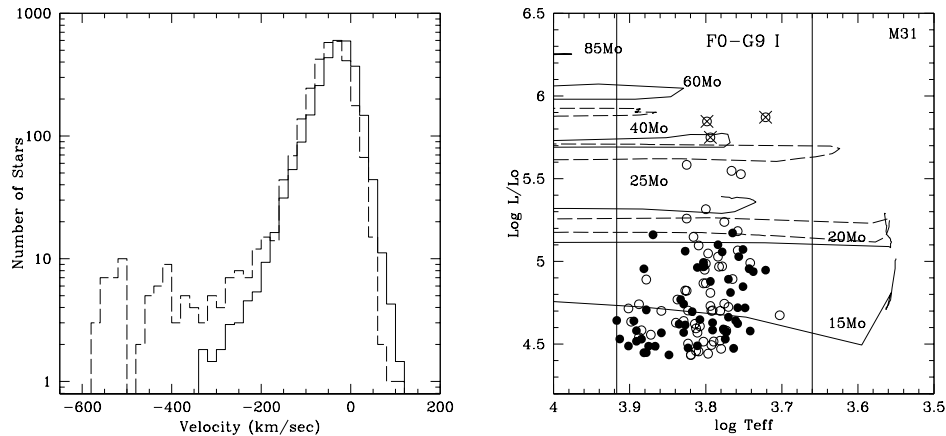 1000
100
10
1
Number of Stars
-600
-400
-200
0
200
Velocity (km/sec)
6.5
6
5.5
5
4.5
Log L/Lo
F0-G9 I
M31
85Mo
60Mo
40Mo
25Mo
20Mo
15Mo
4
3.9
3.8
3.7
3.6
3.5
log Teff